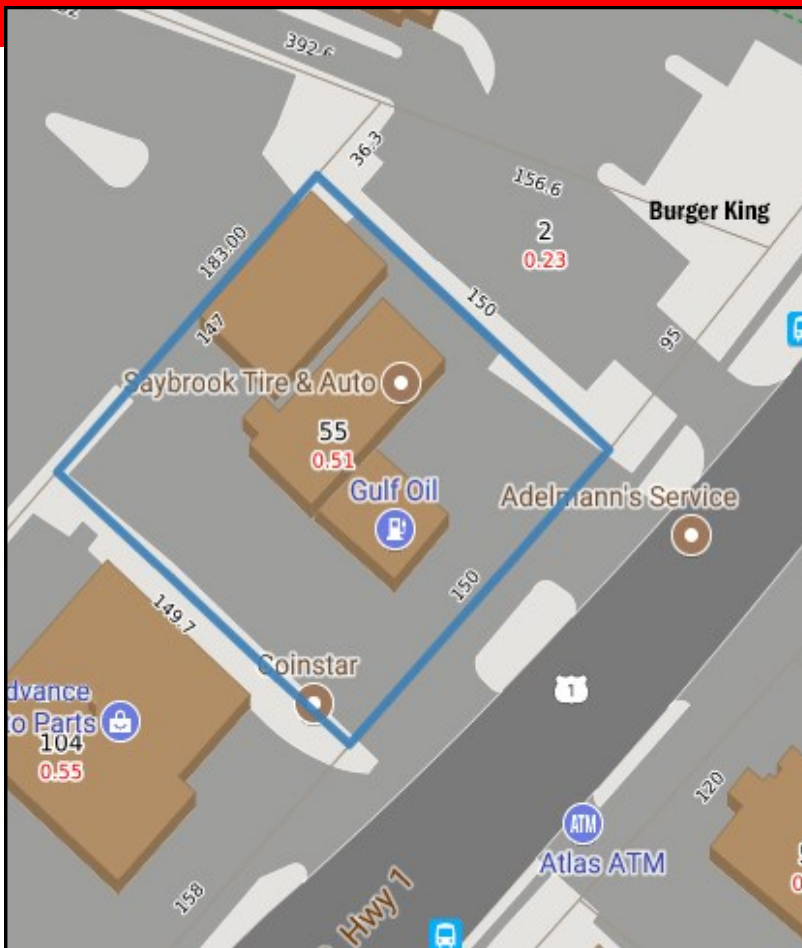 392.6
36.3
156.6
Burger King
2
0.23
183.00
150
147
95
Saybrook Tire & Auto
55
0.51
Gulf Oil
Adelmann's Service
150
149.7
Coinstar
1
dvance
to Parts
104
0.55
120
ATM
Atlas ATM
158
Hwy 1